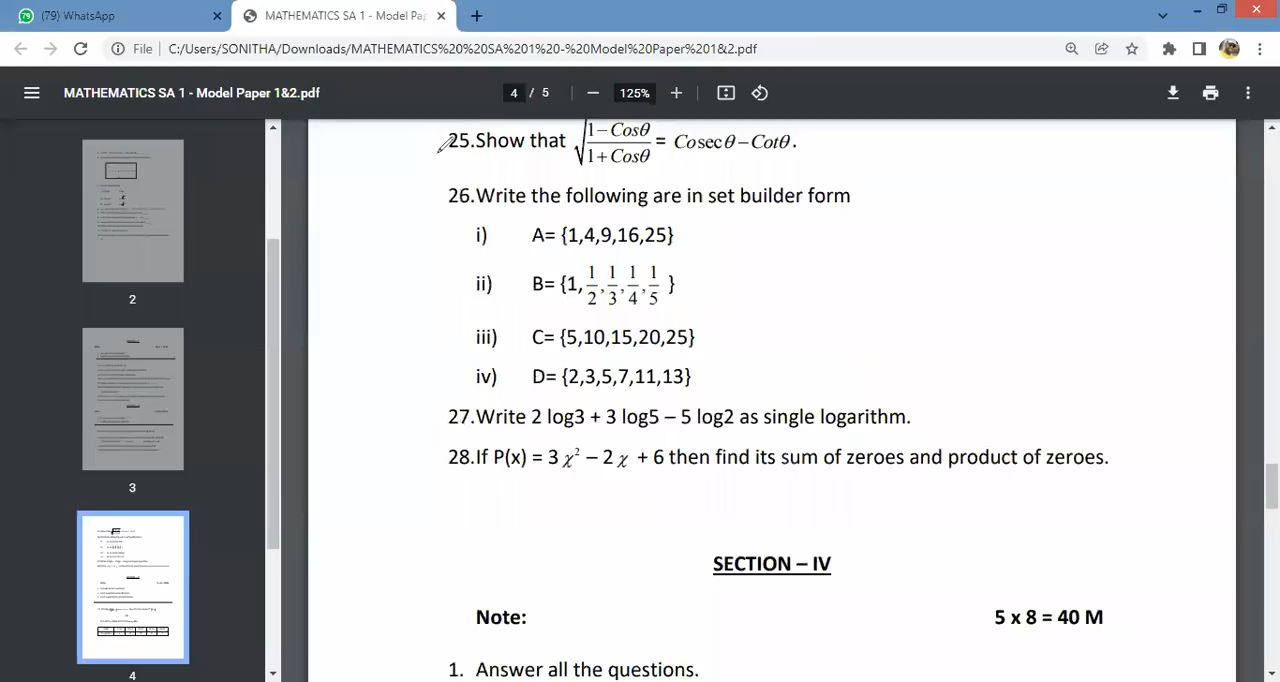 (79) WhatsApp
MATHEMATICS SA 1 - Model Pap
File C:/Users/SONITHA/Downloads/MATHEMATICS%20%20SA%201%20-%20Model%20Paper%201&2.pdf
MATHEMATICS SA 1 - Model Paper 1&2.pdf
4 / 5
125%
2
3
4
25.Show that √((1−Cosθ)/(1+Cosθ)) = Cosecθ−Cotθ.
26.Write the following are in set builder form
i) A= {1,4,9,16,25}
ii) B= {1,1/2,1/3,1/4,1/5 }
iii) C= {5,10,15,20,25}
iv) D= {2,3,5,7,11,13}
27.Write 2 log3 + 3 log5 – 5 log2 as single logarithm.
28.If P(x) = 3χ² − 2χ + 6 then find its sum of zeroes and product of zeroes.
SECTION – IV
Note: 5 x 8 = 40 M
1. Answer all the questions.